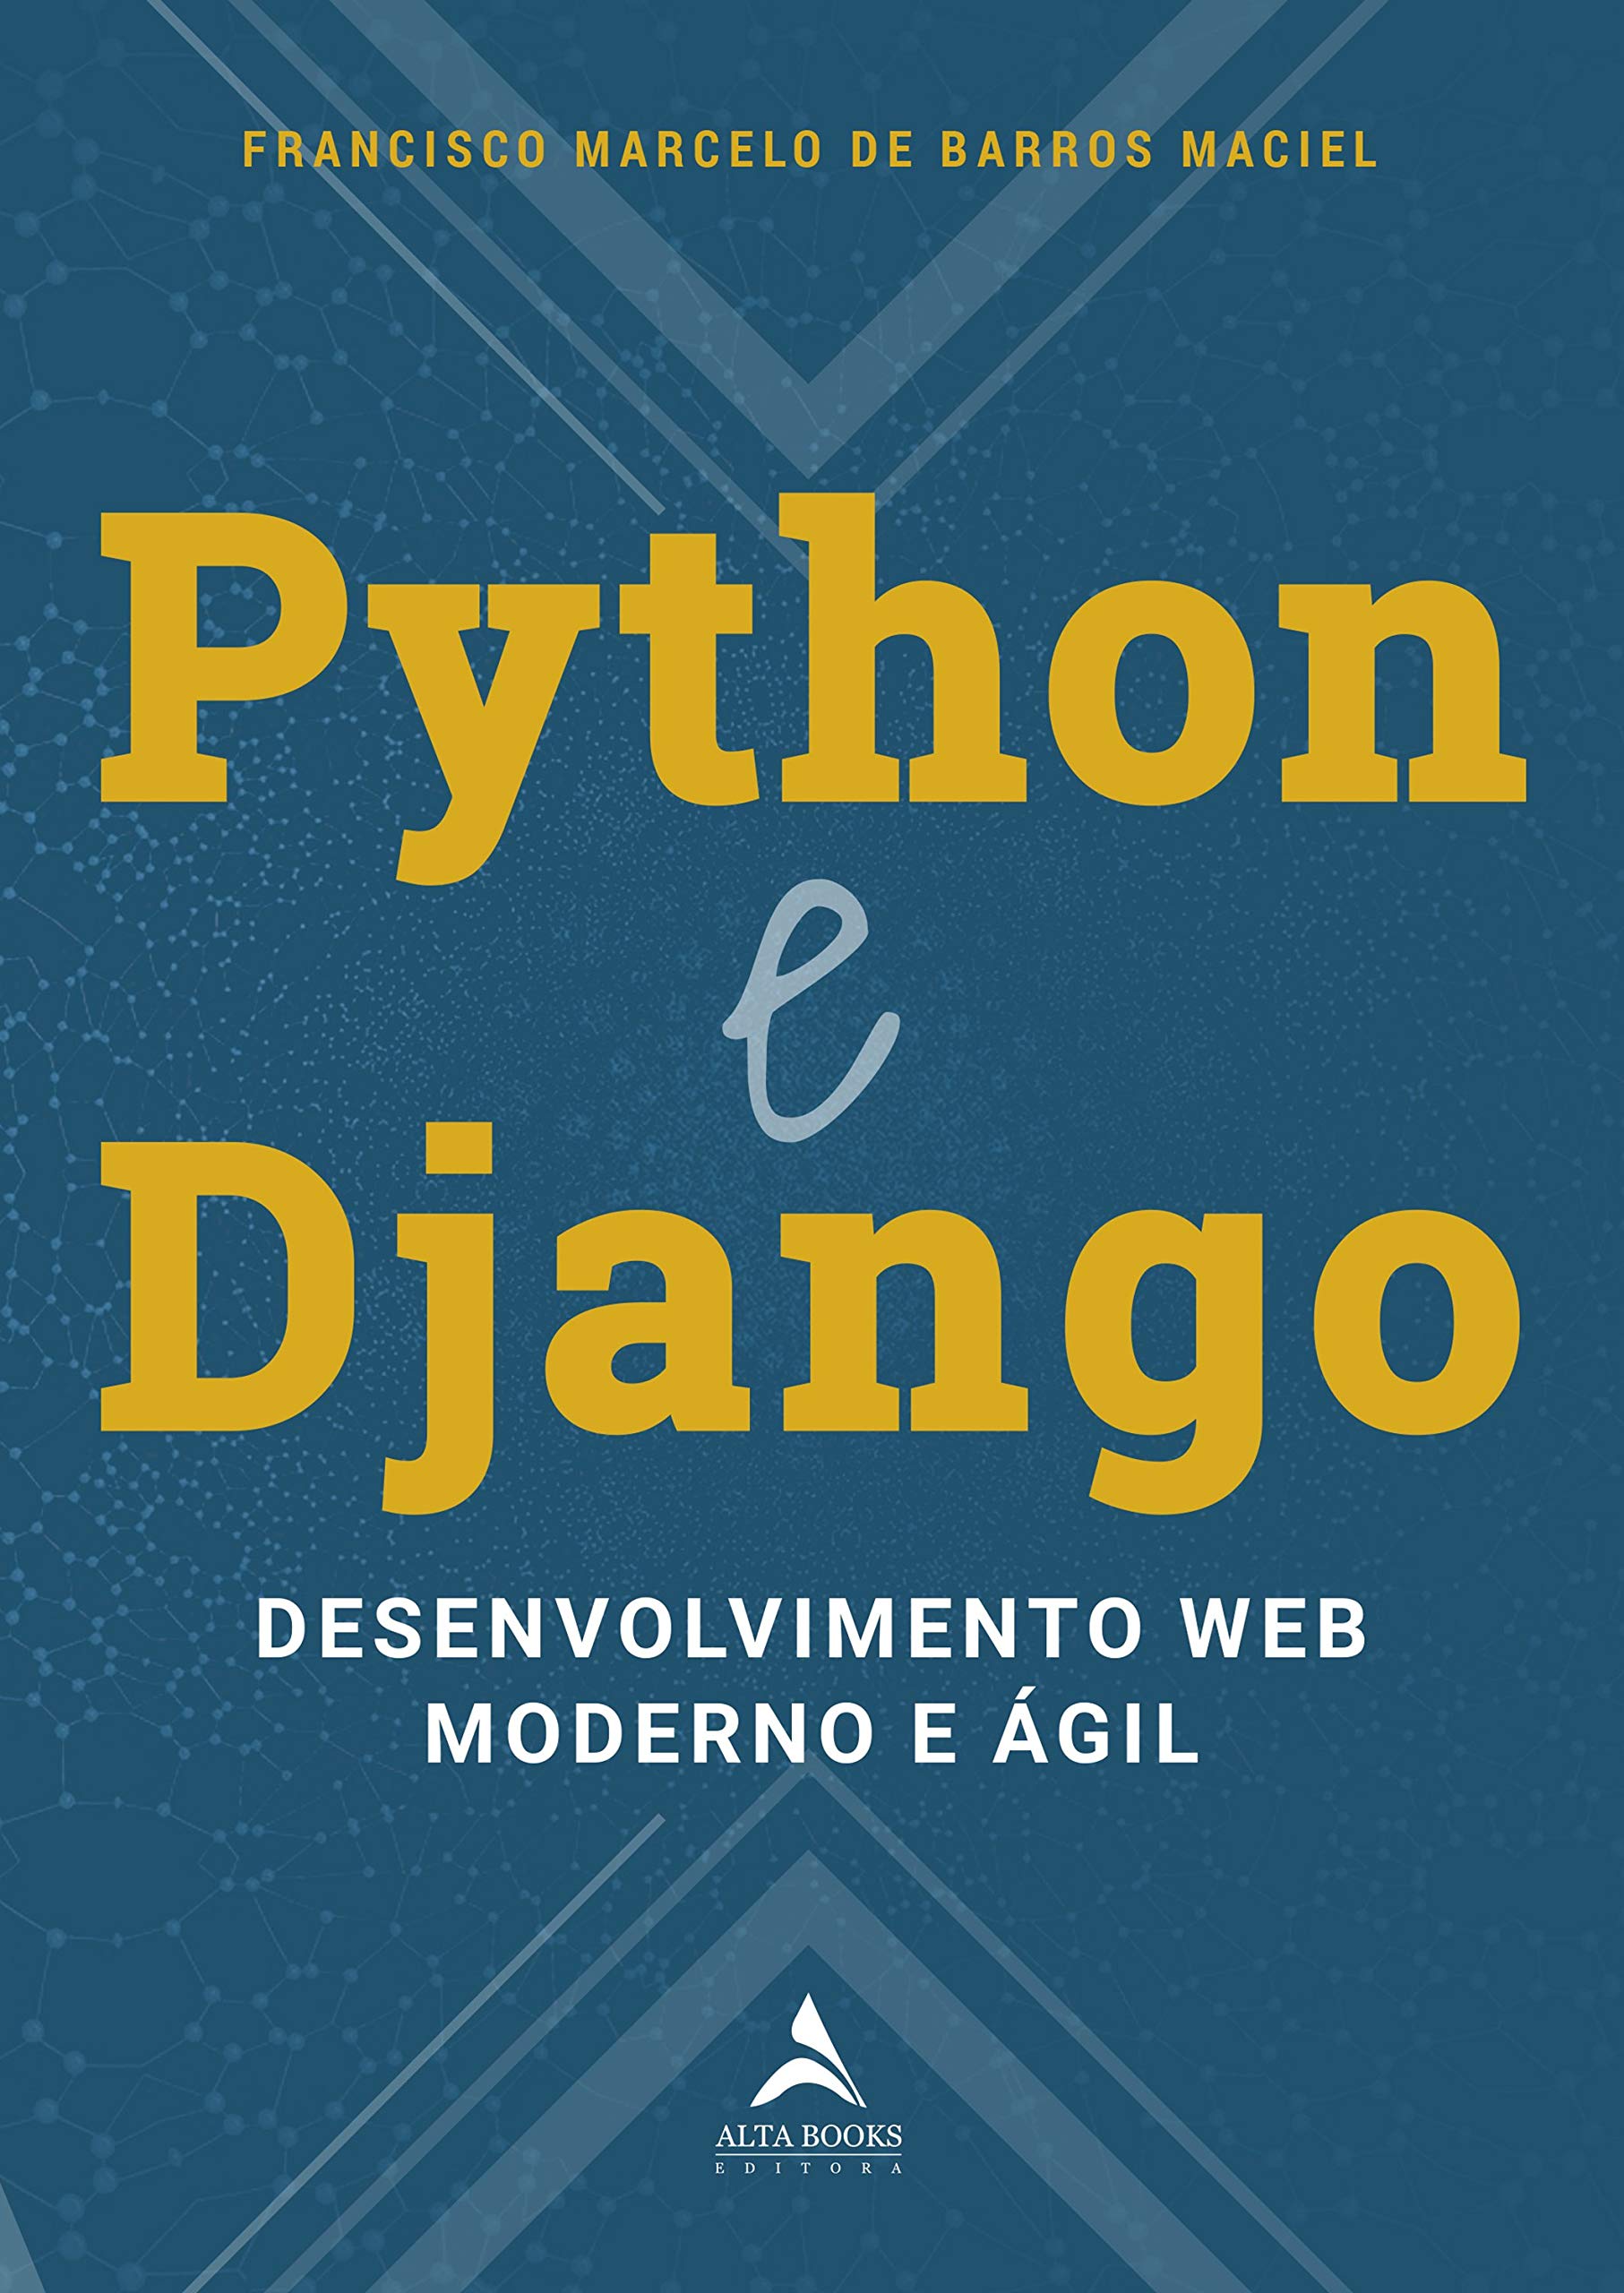 FRANCISCO MARCELO DE BARROS MACIEL
Python
e
Django
DESENVOLVIMENTO WEB
MODERNO E ÁGIL
ALTA BOOKS
EDITORA